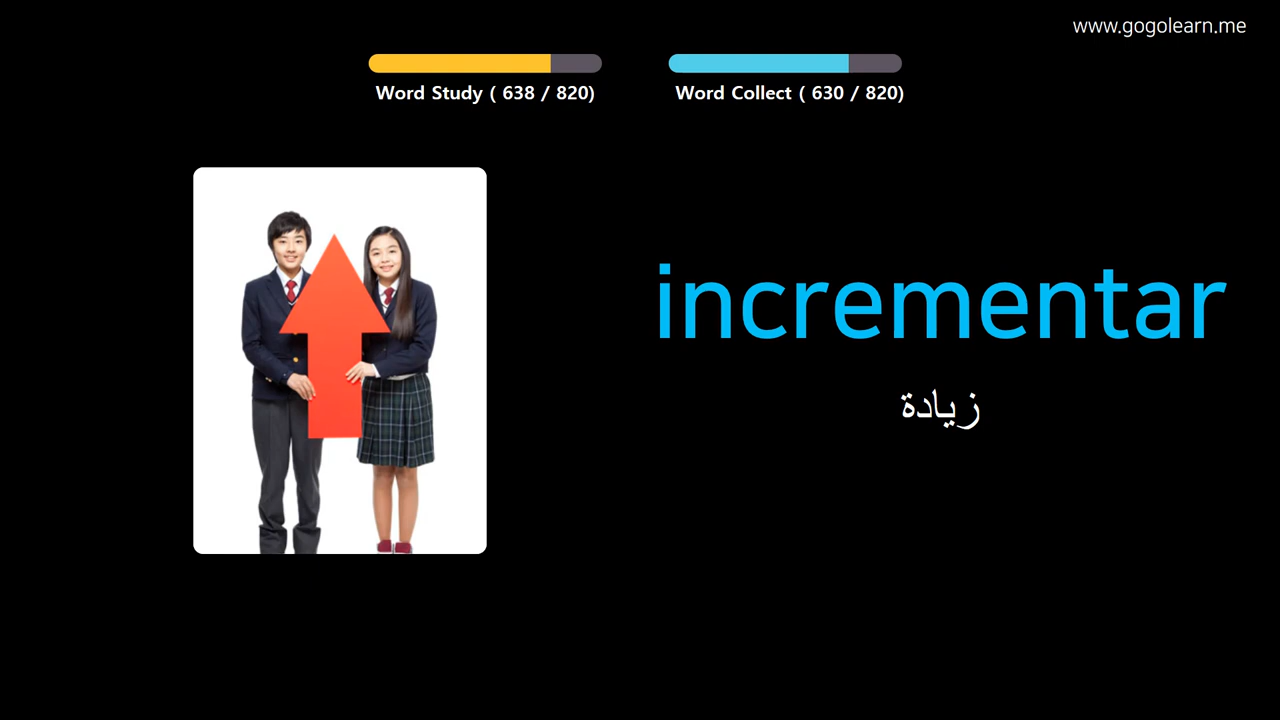 www.gogolearn.me
Word Study ( 638 / 820)
Word Collect ( 630 / 820)
incrementar
زيادة